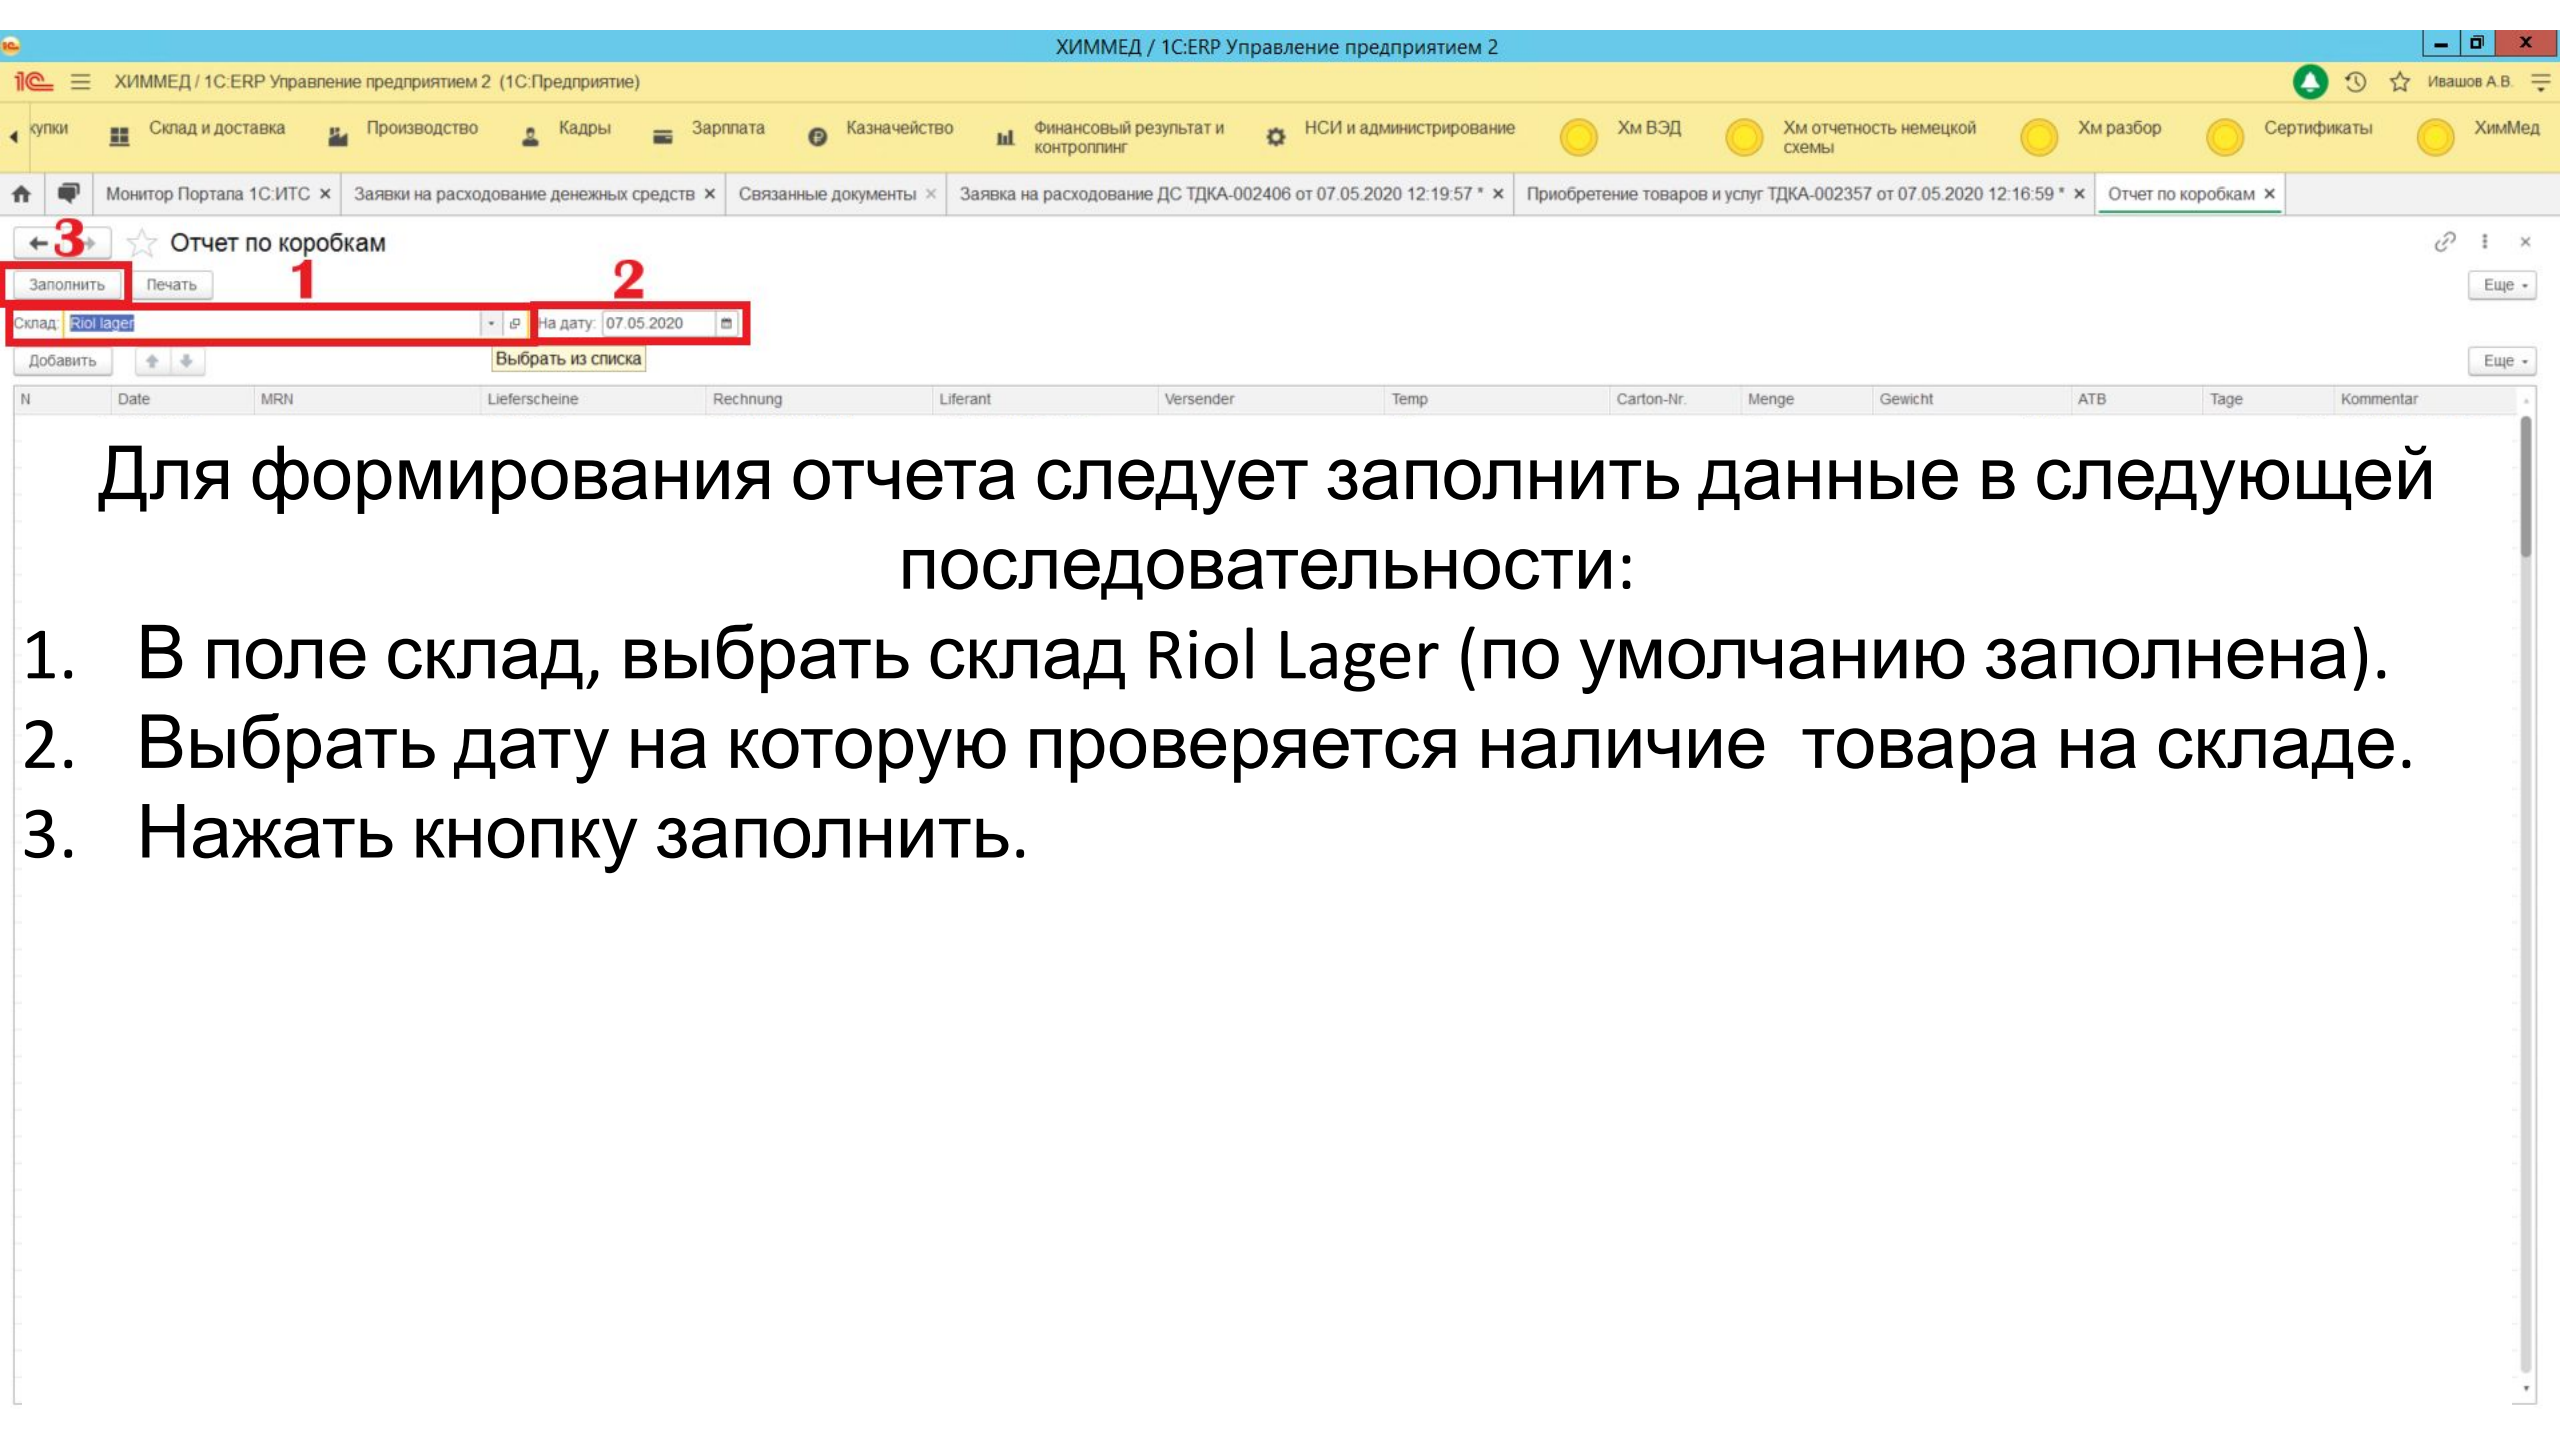 ХИММЕД / 1С:ERP Управление предприятием 2
ХИММЕД / 1С:ERP Управление предприятием 2 (1С:Предприятие)
Ивашов А.В.
купки
Склад и доставка
Производство
Кадры
Зарплата
Казначейство
Финансовый результат и
контроллинг
НСИ и администрирование
Хм ВЭД
Хм отчетность немецкой
схемы
Хм разбор
Сертификаты
ХимМед
Монитор Портала 1С:ИТС × Заявки на расходование денежных средств × Связанные документы × Заявка на расходование ДС ТДКА-002406 от 07.05.2020 12:19:57 * × Приобретение товаров и услуг ТДКА-002357 от 07.05.2020 12:16:59 * × Отчет по коробкам ×
3 Отчет по коробкам
1 2
Заполнить Печать Еще
Склад: Riol lager На дату: 07.05.2020
Добавить Выбрать из списка Еще
N Date MRN Lieferscheine Rechnung Liferant Versender Temp Carton-Nr. Menge Gewicht ATB Tage Kommentar
Для формирования отчета следует заполнить данные в следующей
последовательности:
1. В поле склад, выбрать склад Riol Lager (по умолчанию заполнена).
2. Выбрать дату на которую проверяется наличие товара на складе.
3. Нажать кнопку заполнить.